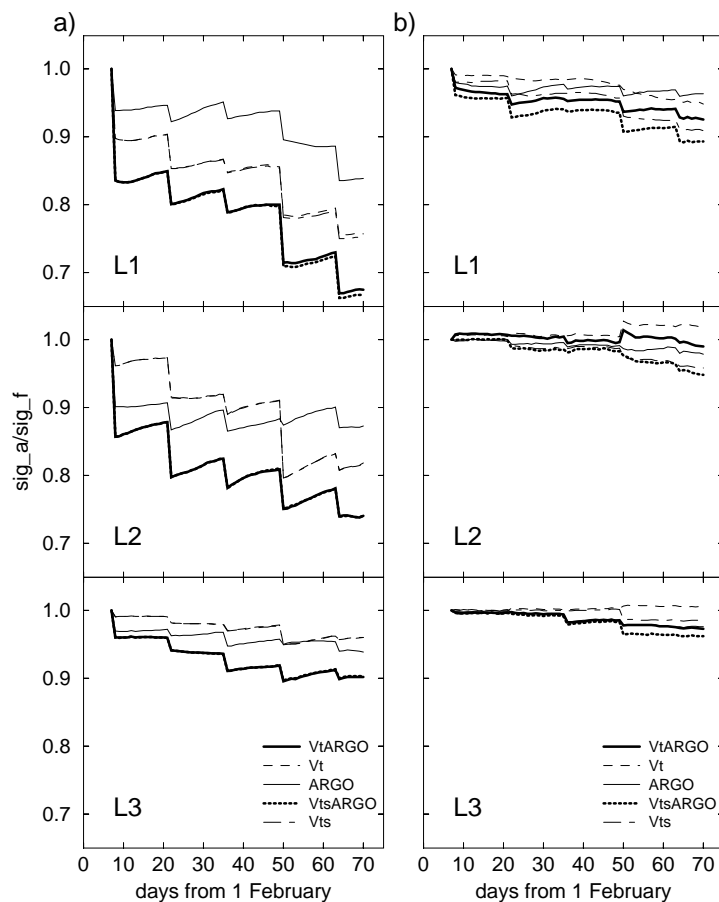 a)
b)
1.0
0.9
0.8
0.7
L1
L1
1.0
0.9
0.8
0.7
L2
L2
sig_a/sig_f
1.0
0.9
0.8
0.7
L3
L3
VtARGO
Vt
ARGO
VtsARGO
Vts
VtARGO
Vt
ARGO
VtsARGO
Vts
0 10 20 30 40 50 60 70
0 10 20 30 40 50 60 70
days from 1 February
days from 1 February